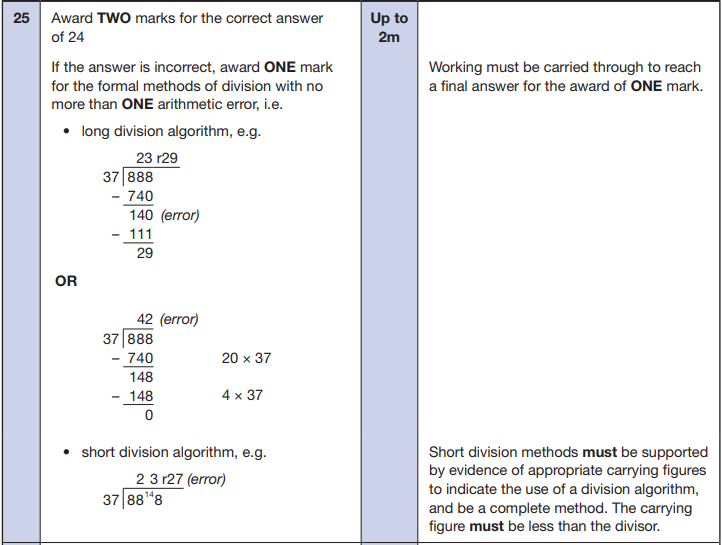 25 Award TWO marks for the correct answer Up to
of 24 2m
If the answer is incorrect, award ONE mark Working must be carried through to reach
for the formal methods of division with no a final answer for the award of ONE mark.
more than ONE arithmetic error, i.e.
• long division algorithm, e.g.
23 r29
37 888
− 740
140 (error)
− 111
29
OR
42 (error)
37 888
− 740 20 × 37
148
− 148 4 × 37
0
• short division algorithm, e.g. Short division methods must be supported
by evidence of appropriate carrying figures
2 3 r27 (error) to indicate the use of a division algorithm,
37 88¹⁴8 and be a complete method. The carrying
figure must be less than the divisor.